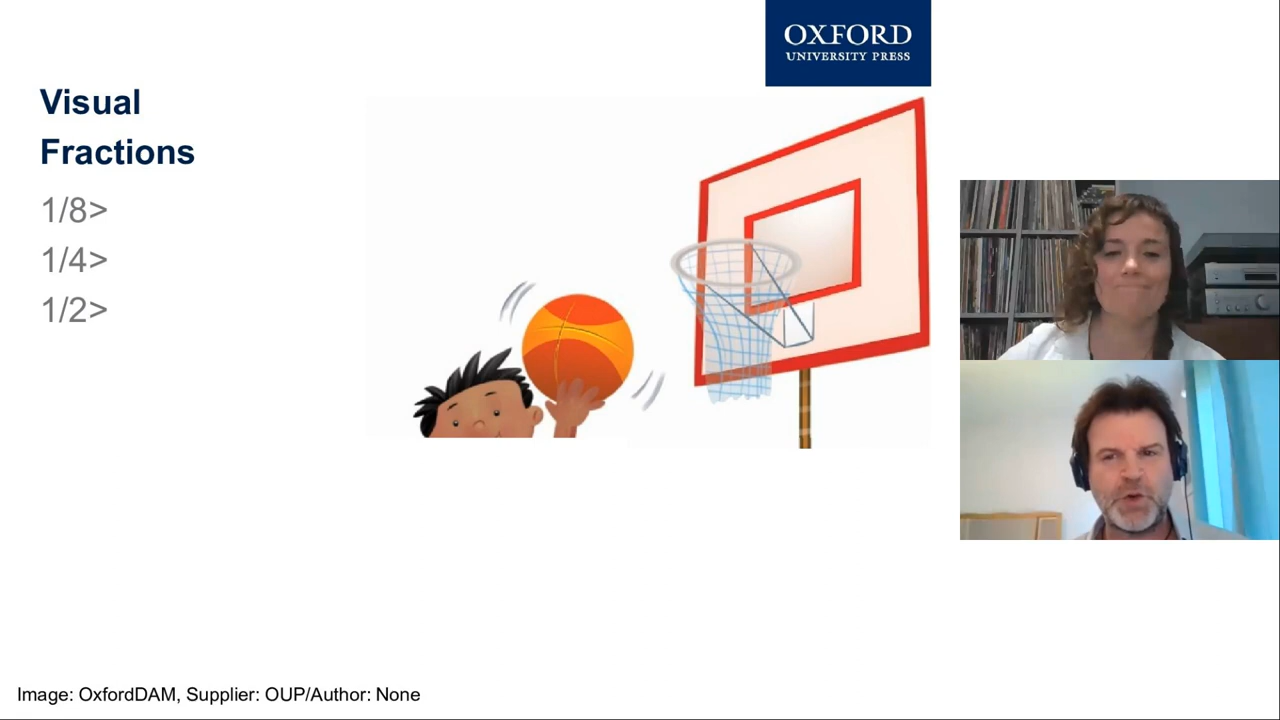 OXFORD
UNIVERSITY PRESS
Visual
Fractions
1/8>
1/4>
1/2>
Image: OxfordDAM, Supplier: OUP/Author: None